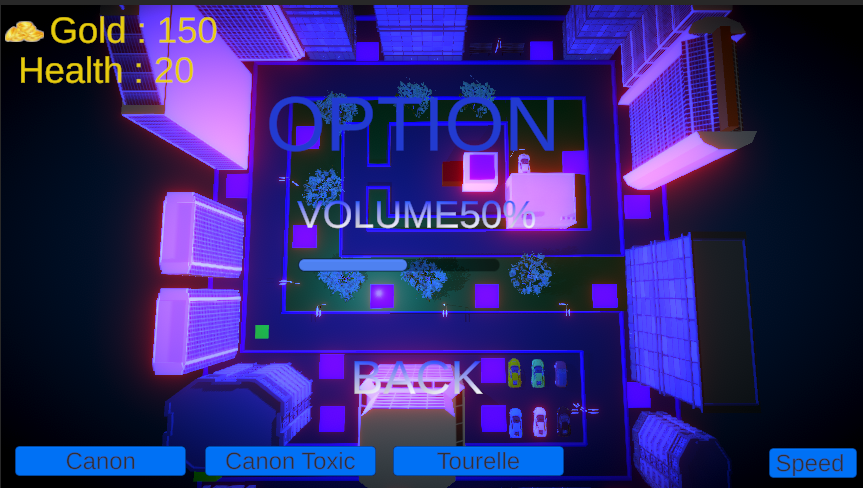 Gold : 150
Health : 20
OPTION
VOLUME50%
BACK
Canon
Canon Toxic
Tourelle
Speed